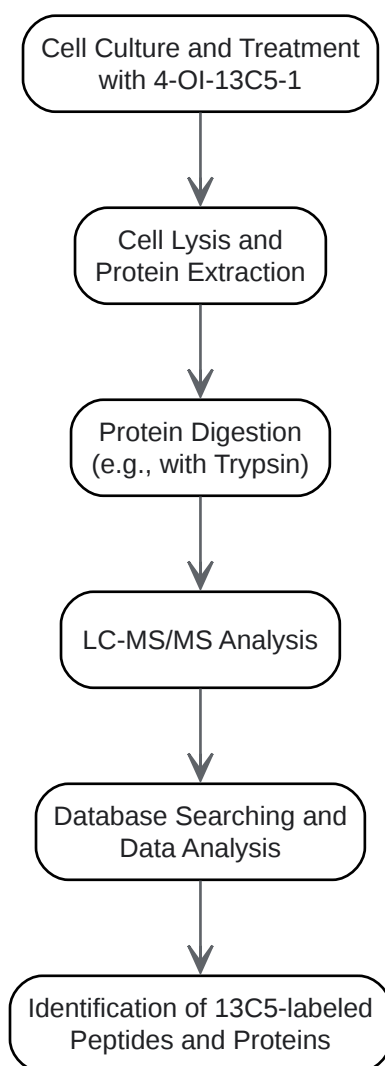 Cell Culture and Treatment
with 4-OI-13C5-1
Cell Lysis and
Protein Extraction
Protein Digestion
(e.g., with Trypsin)
LC-MS/MS Analysis
Database Searching and
Data Analysis
Identification of 13C5-labeled
Peptides and Proteins